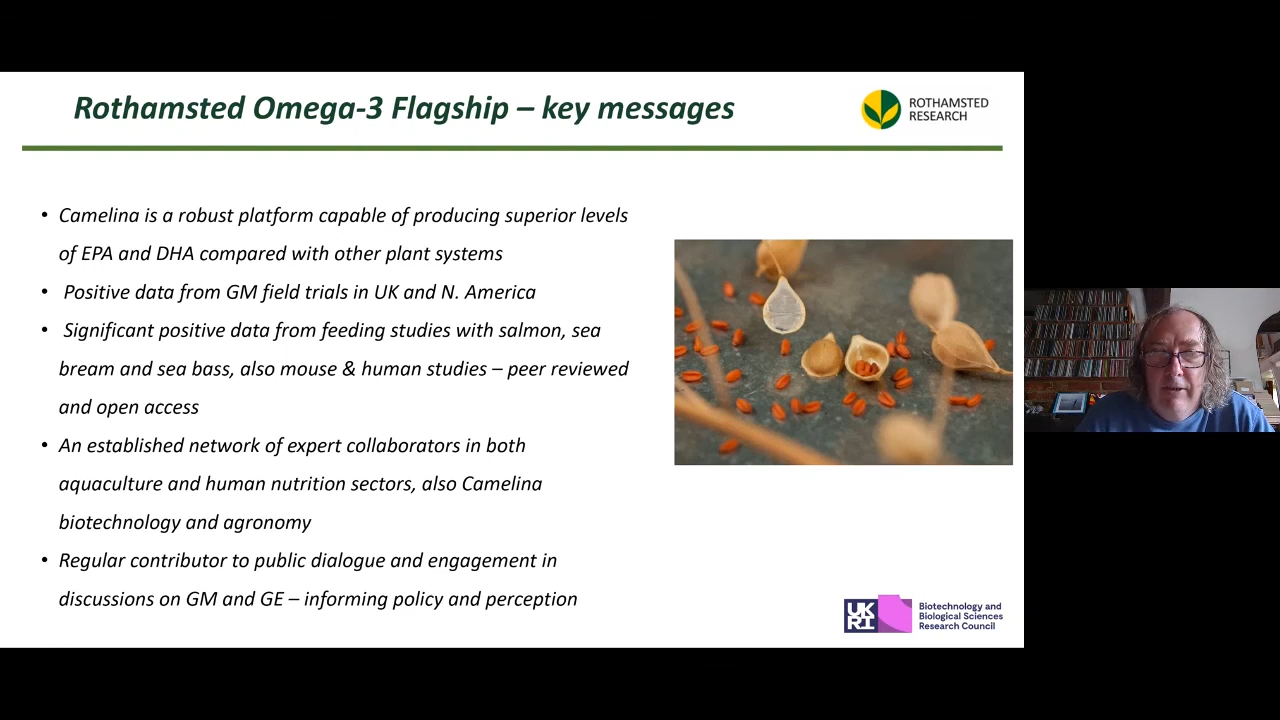 Rothamsted Omega-3 Flagship – key messages
ROTHAMSTED
RESEARCH
• Camelina is a robust platform capable of producing superior levels
of EPA and DHA compared with other plant systems
• Positive data from GM field trials in UK and N. America
• Significant positive data from feeding studies with salmon, sea
bream and sea bass, also mouse & human studies – peer reviewed
and open access
• An established network of expert collaborators in both
aquaculture and human nutrition sectors, also Camelina
biotechnology and agronomy
• Regular contributor to public dialogue and engagement in
discussions on GM and GE – informing policy and perception
UK
RI
Biotechnology and
Biological Sciences
Research Council